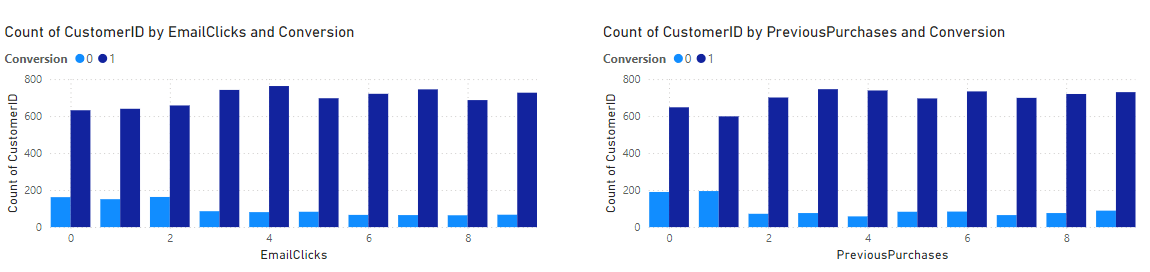 Count of CustomerID by EmailClicks and Conversion
Conversion 0 1
Count of CustomerID
800
600
400
200
0
0 2 4 6 8
EmailClicks
Count of CustomerID by PreviousPurchases and Conversion
Conversion 0 1
Count of CustomerID
800
600
400
200
0
0 2 4 6 8
PreviousPurchases